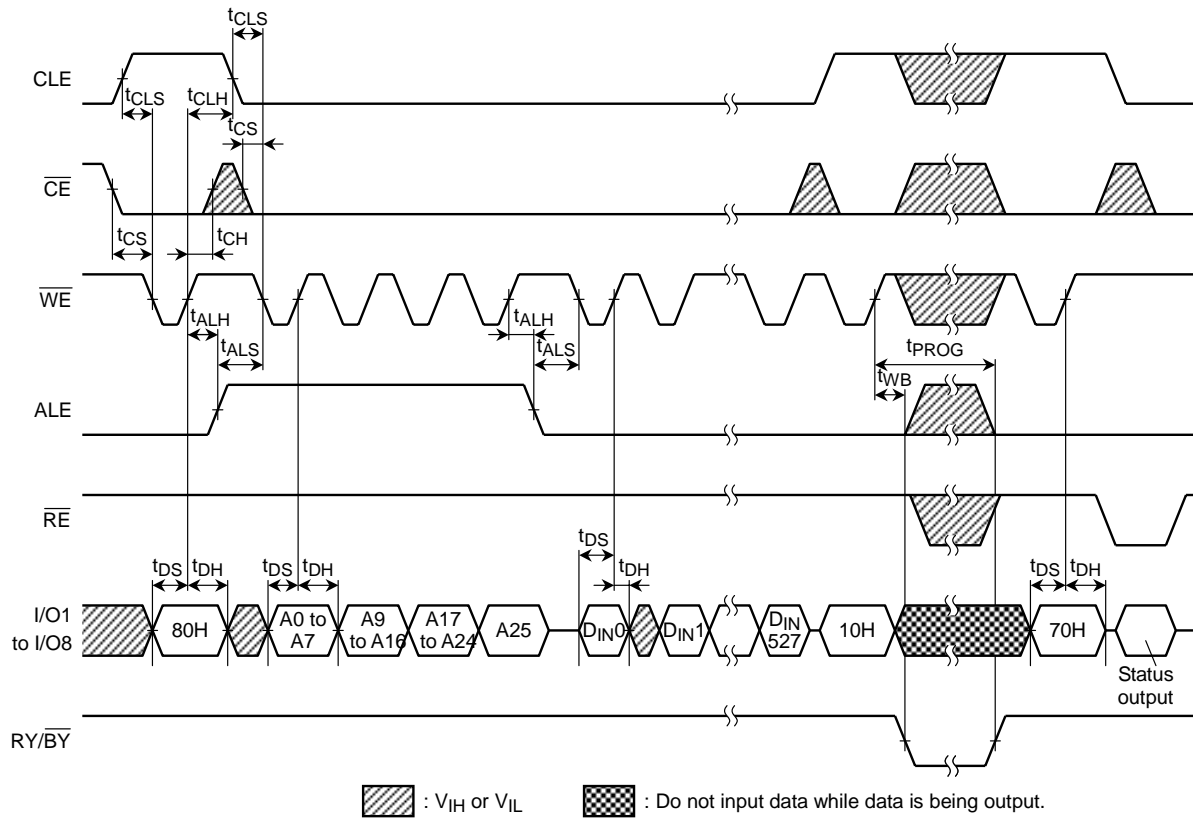 tCLS
CLE
tCLS
tCLH
tCS
CE
tCS
tCH
WE
tALH
tALH
tALS
tALS
tPROG
tWB
ALE
RE
tDS
tDH
tDS
tDH
tDS
tDH
tDS
tDH
I/O1
to I/O8
80H
A0 to
A7
A9
to A16
A17
to A24
A25
DIN0
DIN1
DIN
527
10H
70H
Status
output
RY/BY
: VIH or VIL
: Do not input data while data is being output.